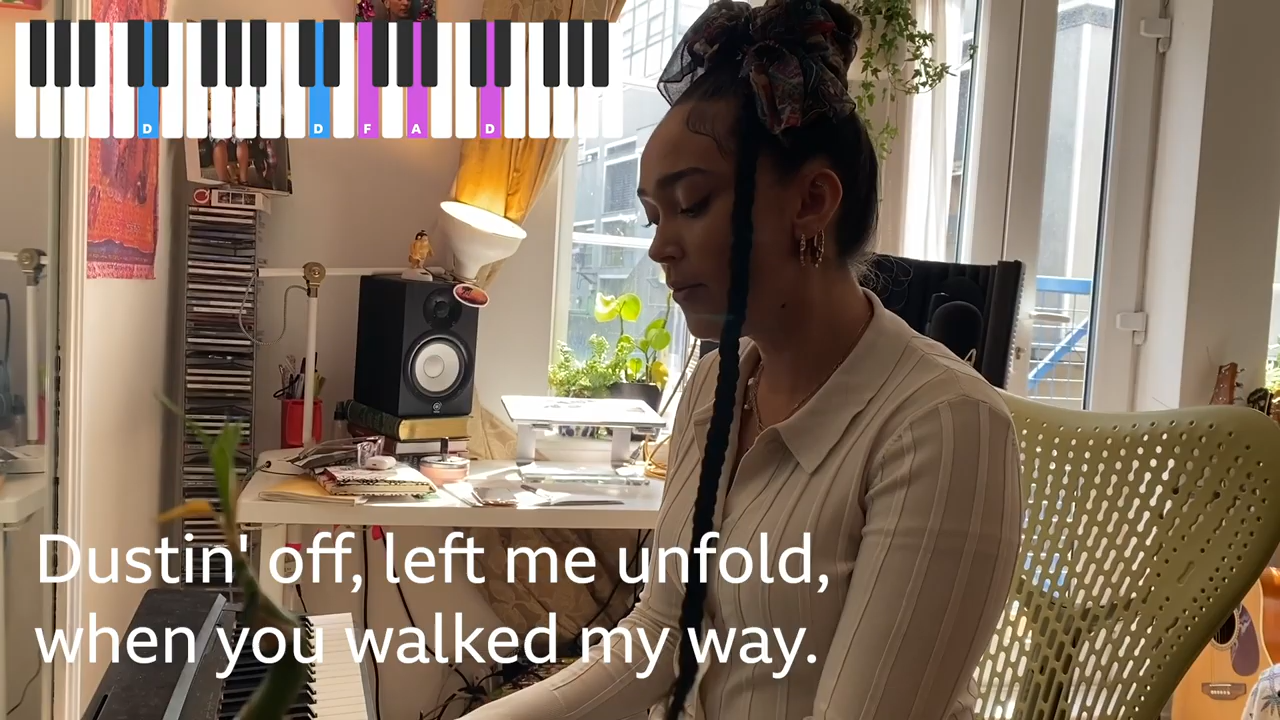 D D F A D
Dustin' off, left me unfold,
when you walked my way.